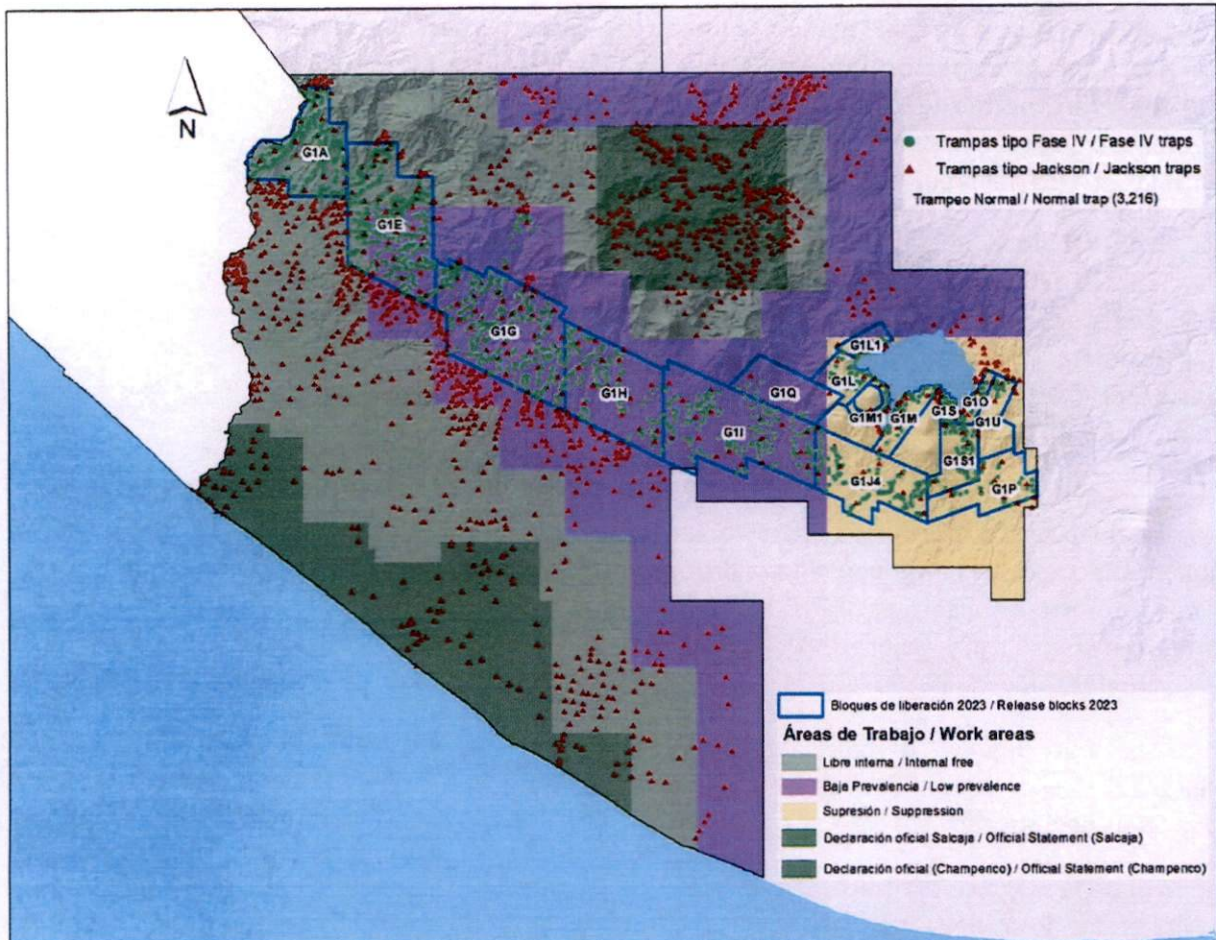 N
Trampas tipo Fase IV / Fase IV traps
Trampas tipo Jackson / Jackson traps
Trampeo Normal / Normal trap (3,216)
G1A
G1E
G1G
G1H
G1I
G1Q
G1L1
G1L
G1M1
G1M
G1S
G1O
G1U
G1S1
G1J4
G1P
Bloques de liberación 2023 / Release blocks 2023
Áreas de Trabajo / Work areas
Libre interna / Internal free
Baja Prevalencia / Low prevalence
Supresión / Suppression
Declaración oficial Salcaja / Official Statement (Salcaja)
Declaración oficial (Champerico) / Official Statement (Champerico)